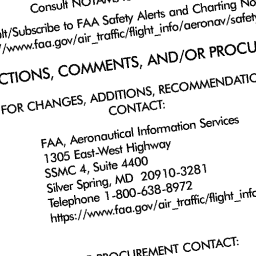 Consult NOTAMs
Consult/Subscribe to FAA Safety Alerts and Charting No
//www.faa.gov/air_traffic/flight_info/aeronav/safety
CTIONS, COMMENTS, AND/OR PROCU
FOR CHANGES, ADDITIONS, RECOMMENDATIO
CONTACT:
FAA, Aeronautical Information Services
1305 East-West Highway
SSMC 4, Suite 4400
Silver Spring, MD 20910-3281
Telephone 1-800-638-8972
https://www.faa.gov/air_traffic/flight_info
PROCUREMENT CONTACT: